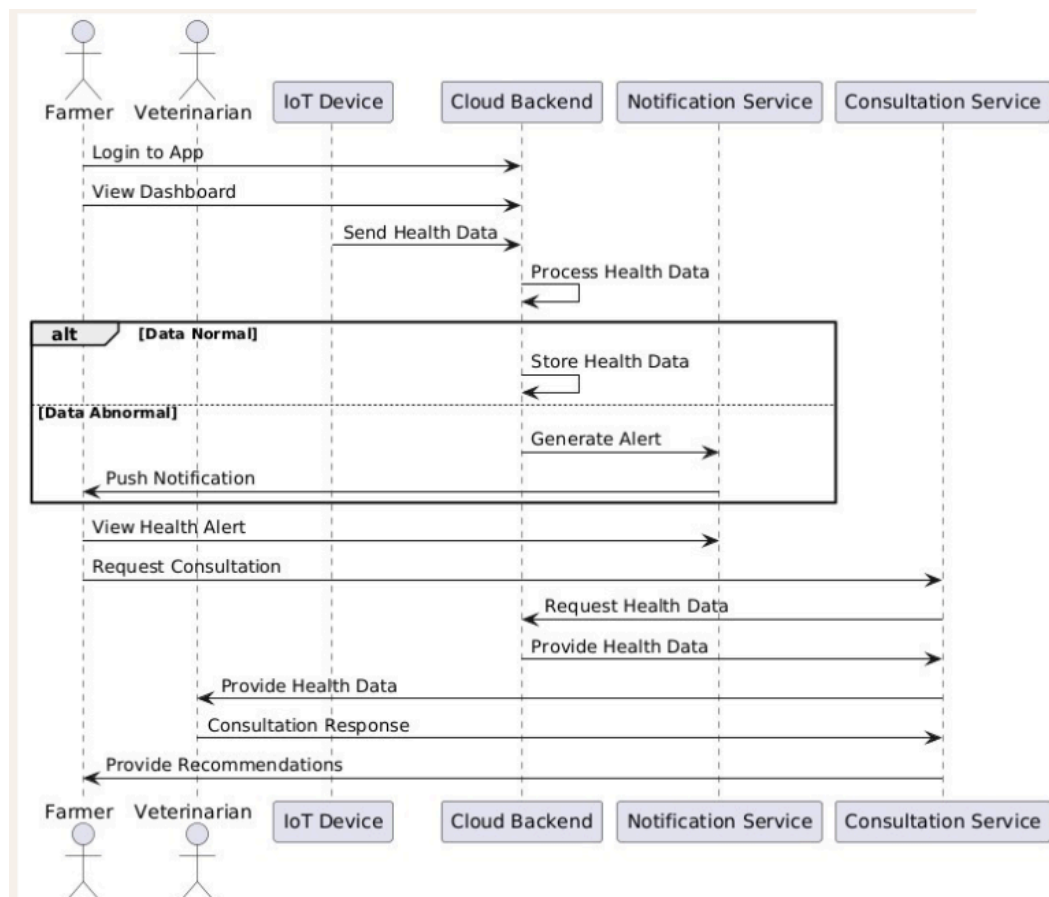 Farmer Veterinarian IoT Device Cloud Backend Notification Service Consultation Service
Login to App
View Dashboard
Send Health Data
Process Health Data
alt [Data Normal]
Store Health Data
[Data Abnormal]
Generate Alert
Push Notification
View Health Alert
Request Consultation
Request Health Data
Provide Health Data
Provide Health Data
Consultation Response
Provide Recommendations
Farmer Veterinarian IoT Device Cloud Backend Notification Service Consultation Service